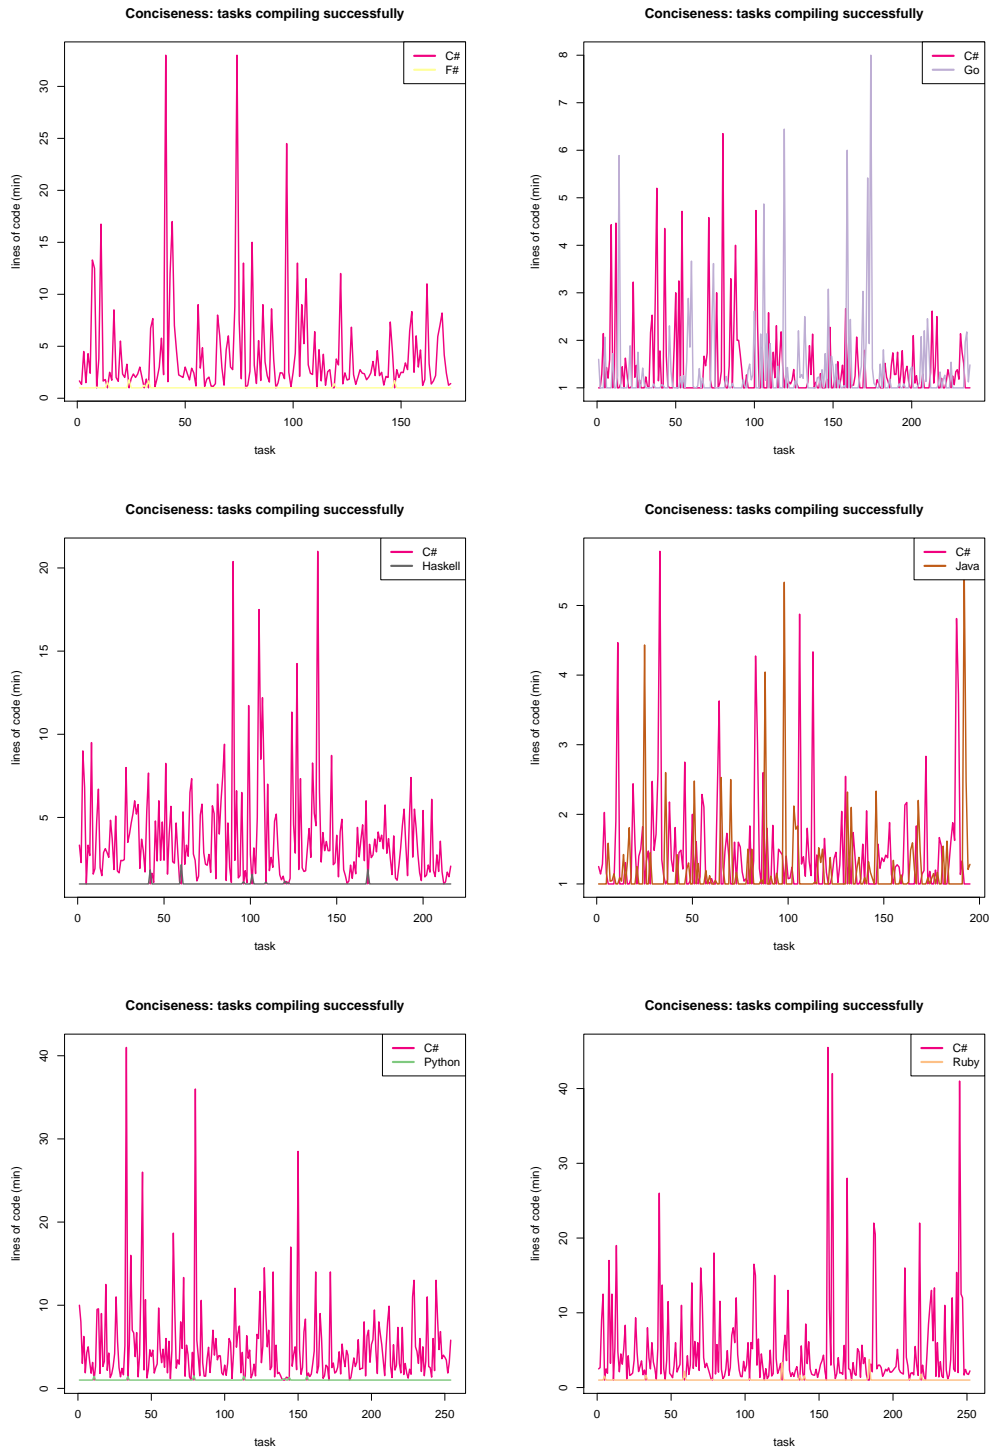 Conciseness: tasks compiling successfully
lines of code (min)
0
5
10
15
20
25
30
C#
F#
0
50
100
150
task
Conciseness: tasks compiling successfully
lines of code (min)
1
2
3
4
5
6
7
8
C#
Go
0
50
100
150
200
task
Conciseness: tasks compiling successfully
lines of code (min)
5
10
15
20
C#
Haskell
0
50
100
150
200
task
Conciseness: tasks compiling successfully
lines of code (min)
1
2
3
4
5
C#
Java
0
50
100
150
200
task
Conciseness: tasks compiling successfully
lines of code (min)
0
10
20
30
40
C#
Python
0
50
100
150
200
250
task
Conciseness: tasks compiling successfully
lines of code (min)
0
10
20
30
40
C#
Ruby
0
50
100
150
200
250
task